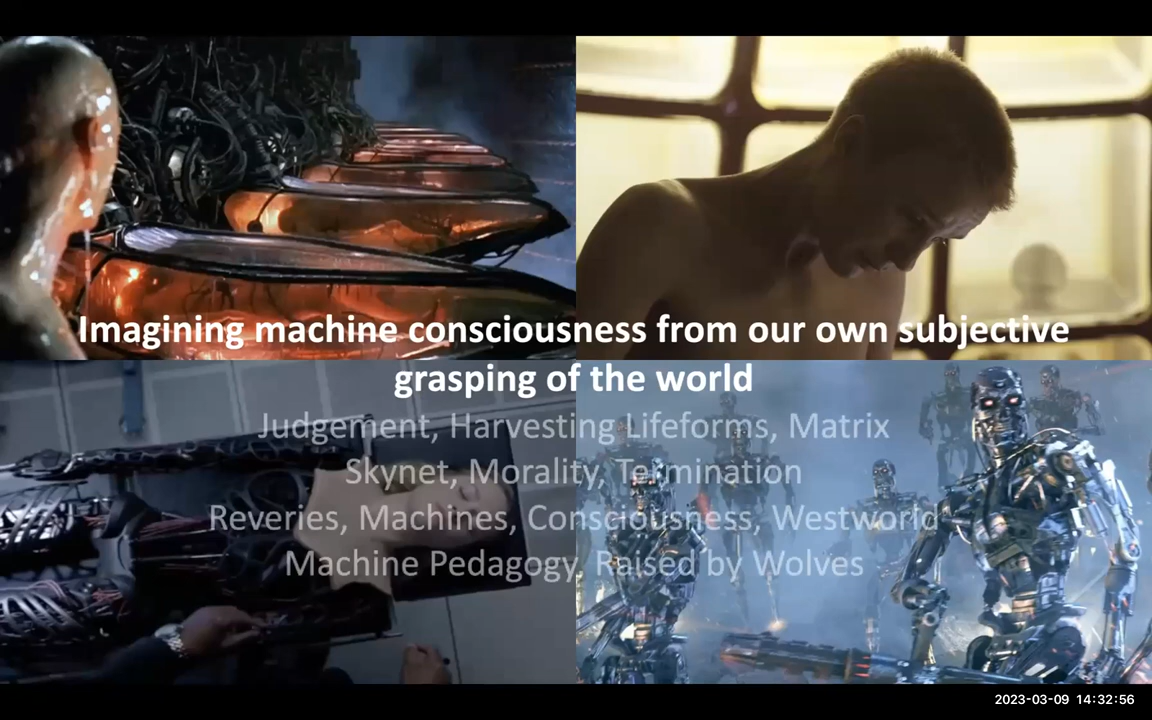 Imagining machine consciousness from our own subjective
grasping of the world
Judgement, Harvesting Lifeforms, Matrix
Skynet, Morality, Termination
Reveries, Machines, Consciousness, Westworld
Machine Pedagogy, Raised by Wolves
2023-03-09 14:32:56